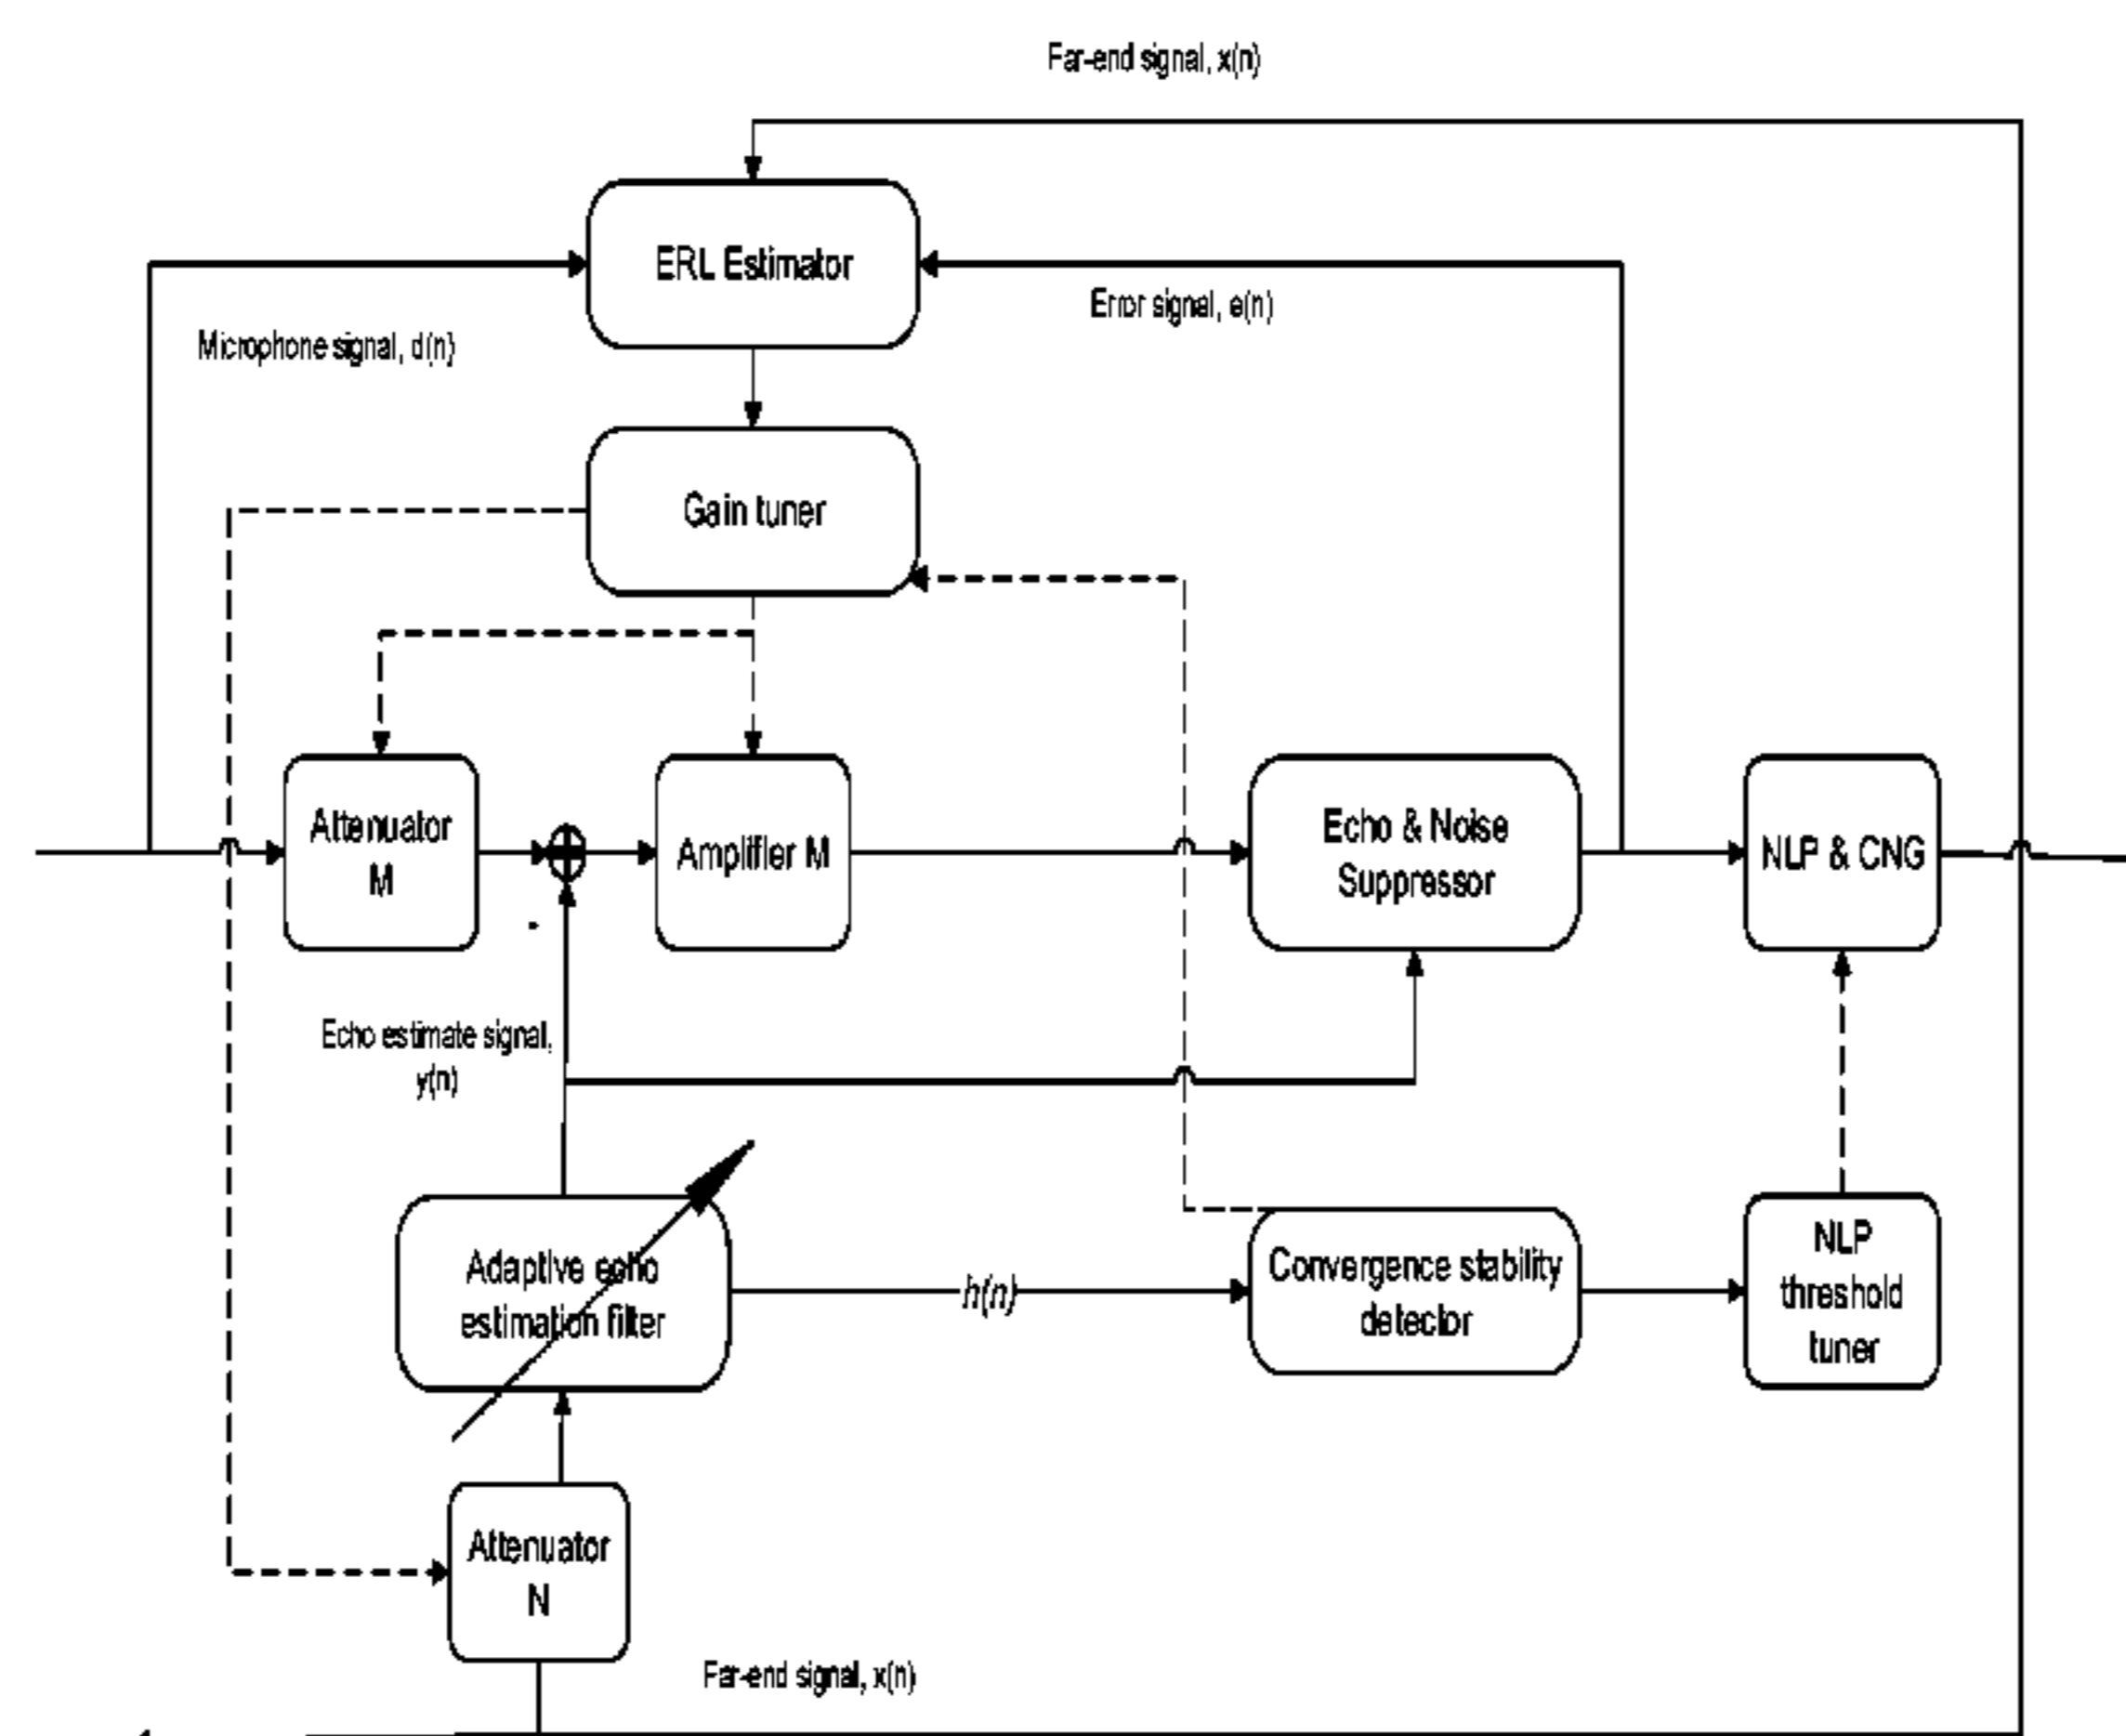 Far-end signal, x(n)
ERL Estimator
Error signal, e(n)
Microphone signal, d(n)
Gain tuner
Attenuator
M
Amplifier M
Echo & Noise
Suppressor
NLP & CNG
-
Echo estimate signal,
y(n)
Adaptive echo
estimation filter
h(n)
Convergence stability
detector
NLP
threshold
tuner
Attenuator
N
Far-end signal, x(n)